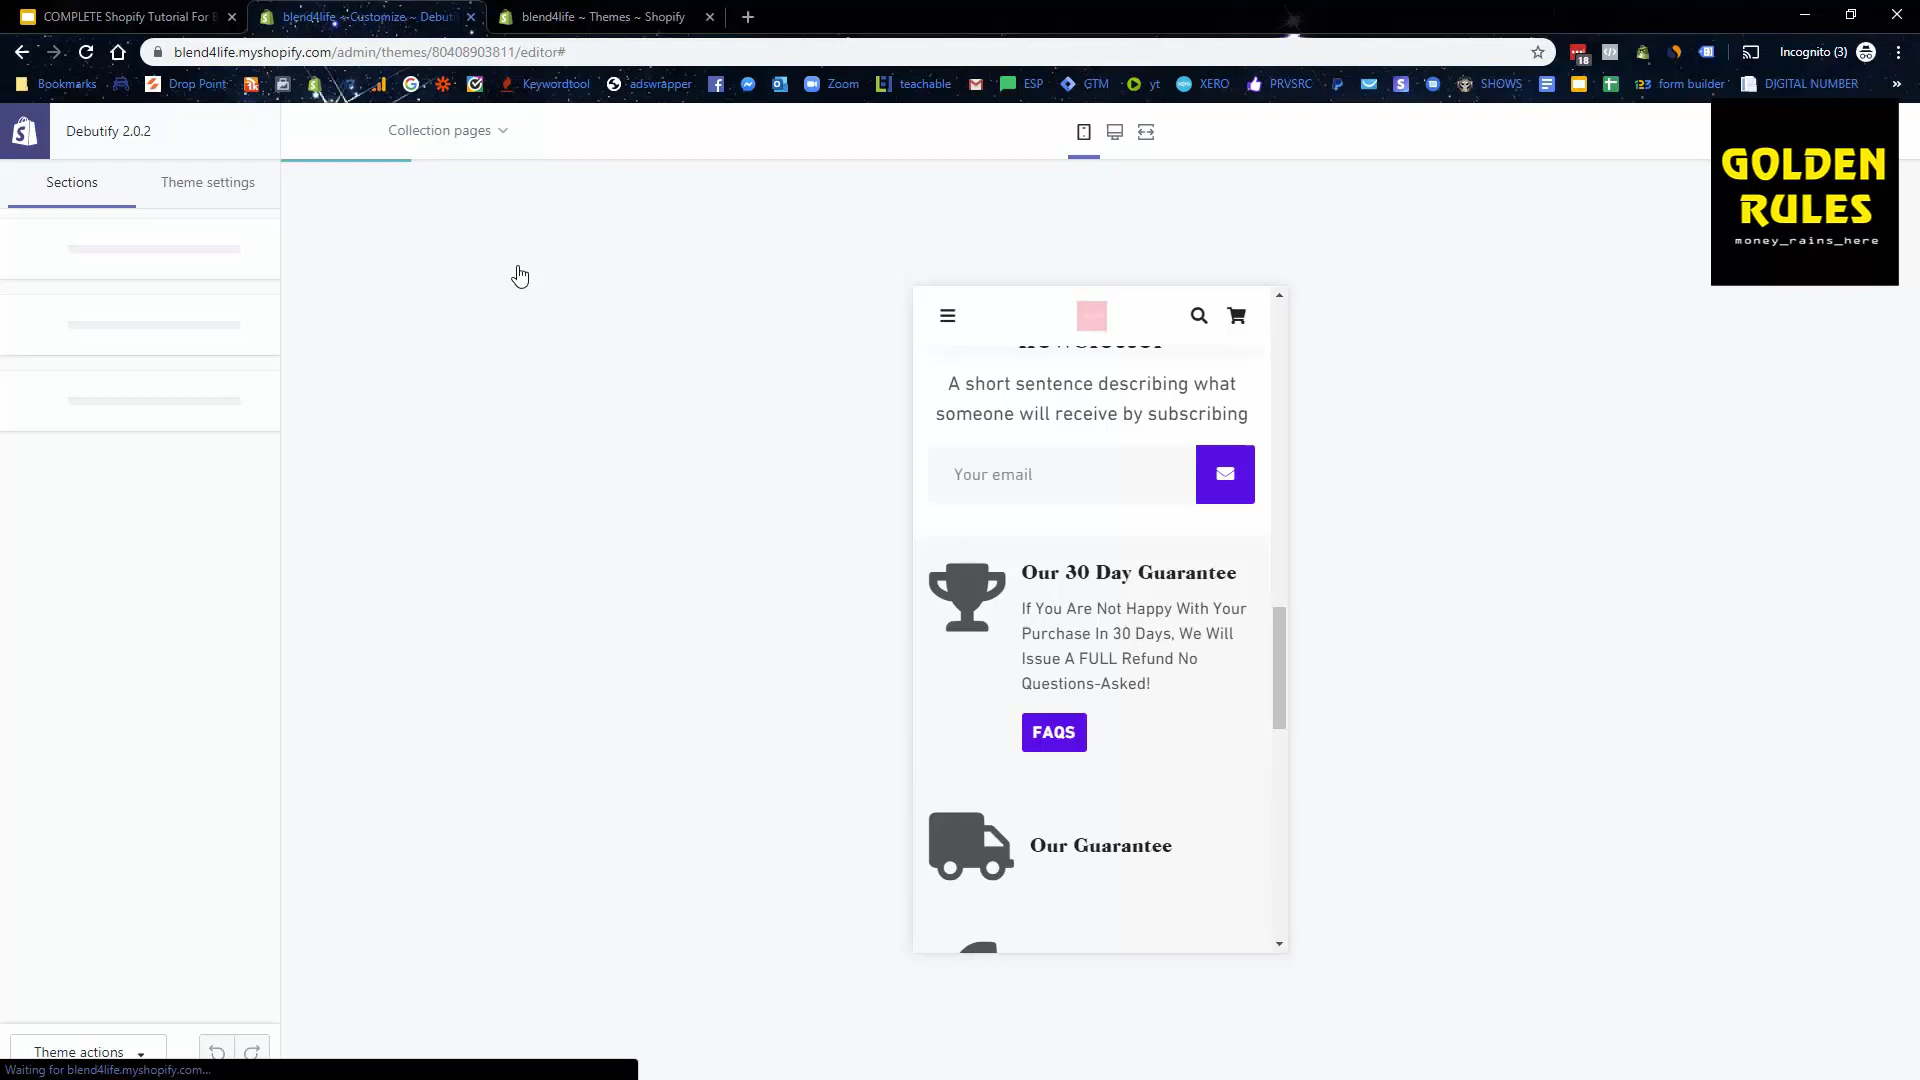 COMPLETE Shopify Tutorial For B
blend4life ~ Customize ~ Debuti
blend4life ~ Themes ~ Shopify
blend4life.myshopify.com/admin/themes/80408903811/editor#
18
Incognito (3)
Bookmarks
Drop Point
Keywordtool
adswrapper
Zoom
teachable
ESP
GTM
yt
XERO
PRVSRC
SHOWS
123 form builder
DIGITAL NUMBER
Debutify 2.0.2
Collection pages
Sections
Theme settings
GOLDEN
RULES
money_rains_here
A short sentence describing what
someone will receive by subscribing
Your email
Our 30 Day Guarantee
If You Are Not Happy With Your
Purchase In 30 Days, We Will
Issue A FULL Refund No
Questions-Asked!
FAQS
Our Guarantee
Theme actions
Waiting for blend4life.myshopify.com...